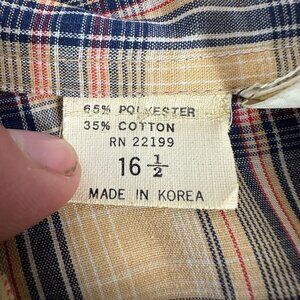 65% POLYESTER
35% COTTON
RN 22199
16 1/2
MADE IN KOREA